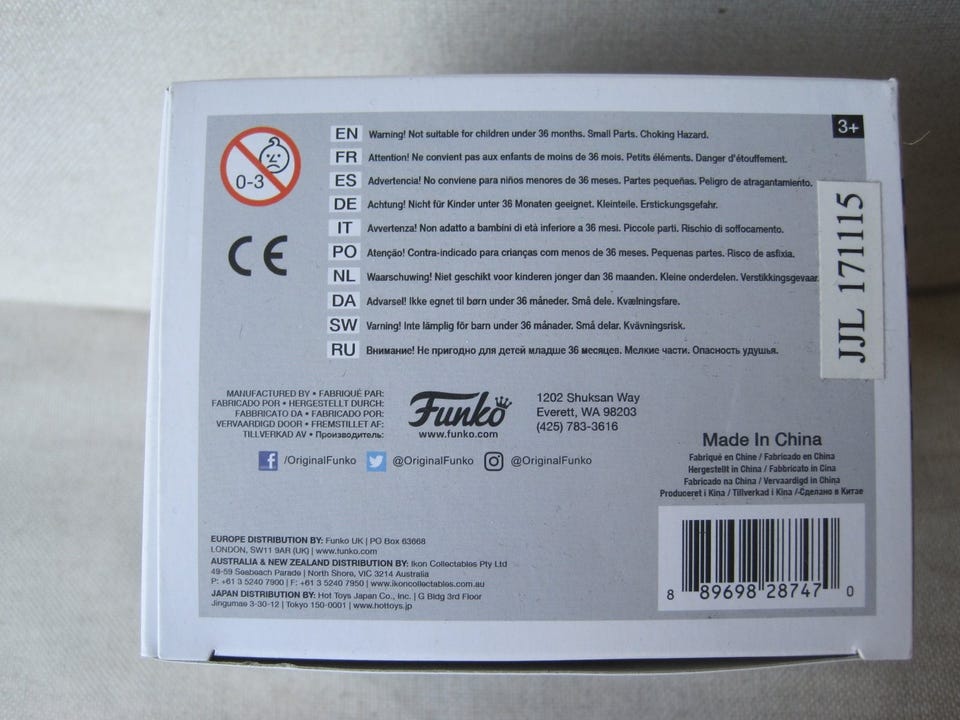 3+
0-3
EN Warning! Not suitable for children under 36 months. Small Parts. Choking Hazard.
FR Attention! Ne convient pas aux enfants de moins de 36 mois. Petits éléments. Danger d'étouffement.
ES Advertencia! No conviene para niños menores de 36 meses. Partes pequeñas. Peligro de atragantamiento.
DE Achtung! Nicht für Kinder unter 36 Monaten geeignet. Kleinteile. Erstickungsgefahr.
IT Avvertenza! Non adatto a bambini di età inferiore a 36 mesi. Piccole parti. Rischio di soffocamento.
PO Atenção! Contra-indicado para crianças com menos de 36 meses. Pequenas partes. Risco de asfixia.
NL Waarschuwing! Niet geschikt voor kinderen jonger dan 36 maanden. Kleine onderdelen. Verstikkingsgevaar
DA Advarsel! Ikke egnet til børn under 36 måneder. Små dele. Kvælningsfare.
SW Varning! Inte lämplig för barn under 36 månader. Små delar. Kvävningsrisk.
RU Внимание! Не пригодно для детей младше 36 месяцев. Мелкие части. Опасность удушья.
CE
JJL 171115
MANUFACTURED BY • FABRIQUÉ PAR:
FABRICADO POR • HERGESTELLT DURCH:
FABBRICATO DA • FABRICADO POR:
VERVAARDIGD DOOR • FREMSTILLET AF:
TILLVERKAD AV • Производитель:
Funko
www.funko.com
1202 Shuksan Way
Everett, WA 98203
(425) 783-3616
/OriginalFunko @OriginalFunko @OriginalFunko
Made In China
Fabriqué en Chine / Fabricado en China
Hergestellt in China / Fabbricato in Cina
Fabricado na China / Vervaardigd in China
Produceret i Kina / Tillverkad i Kina / Сделано в Китае
EUROPE DISTRIBUTION BY: Funko UK | PO Box 63668
LONDON, SW11 9AR (UK) | www.funko.com
AUSTRALIA & NEW ZEALAND DISTRIBUTION BY: Ikon Collectables Pty Ltd
49-59 Seabeach Parade | North Shore, VIC 3214 Australia
P: +61 3 5240 7900 | F: +61 3 5240 7950 | www.ikoncollectables.com.au
JAPAN DISTRIBUTION BY: Hot Toys Japan Co., Inc. | G Bldg 3rd Floor
Jingumae 3-30-12 | Tokyo 150-0001 | www.hottoys.jp
8 89698 28747 0